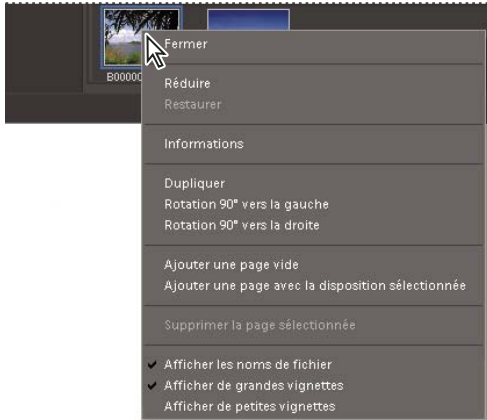 Fermer
B00000
Réduire
Restaurer
Informations
Dupliquer
Rotation 90° vers la gauche
Rotation 90° vers la droite
Ajouter une page vide
Ajouter une page avec la disposition sélectionnée
Supprimer la page sélectionnée
Afficher les noms de fichier
Afficher de grandes vignettes
Afficher de petites vignettes